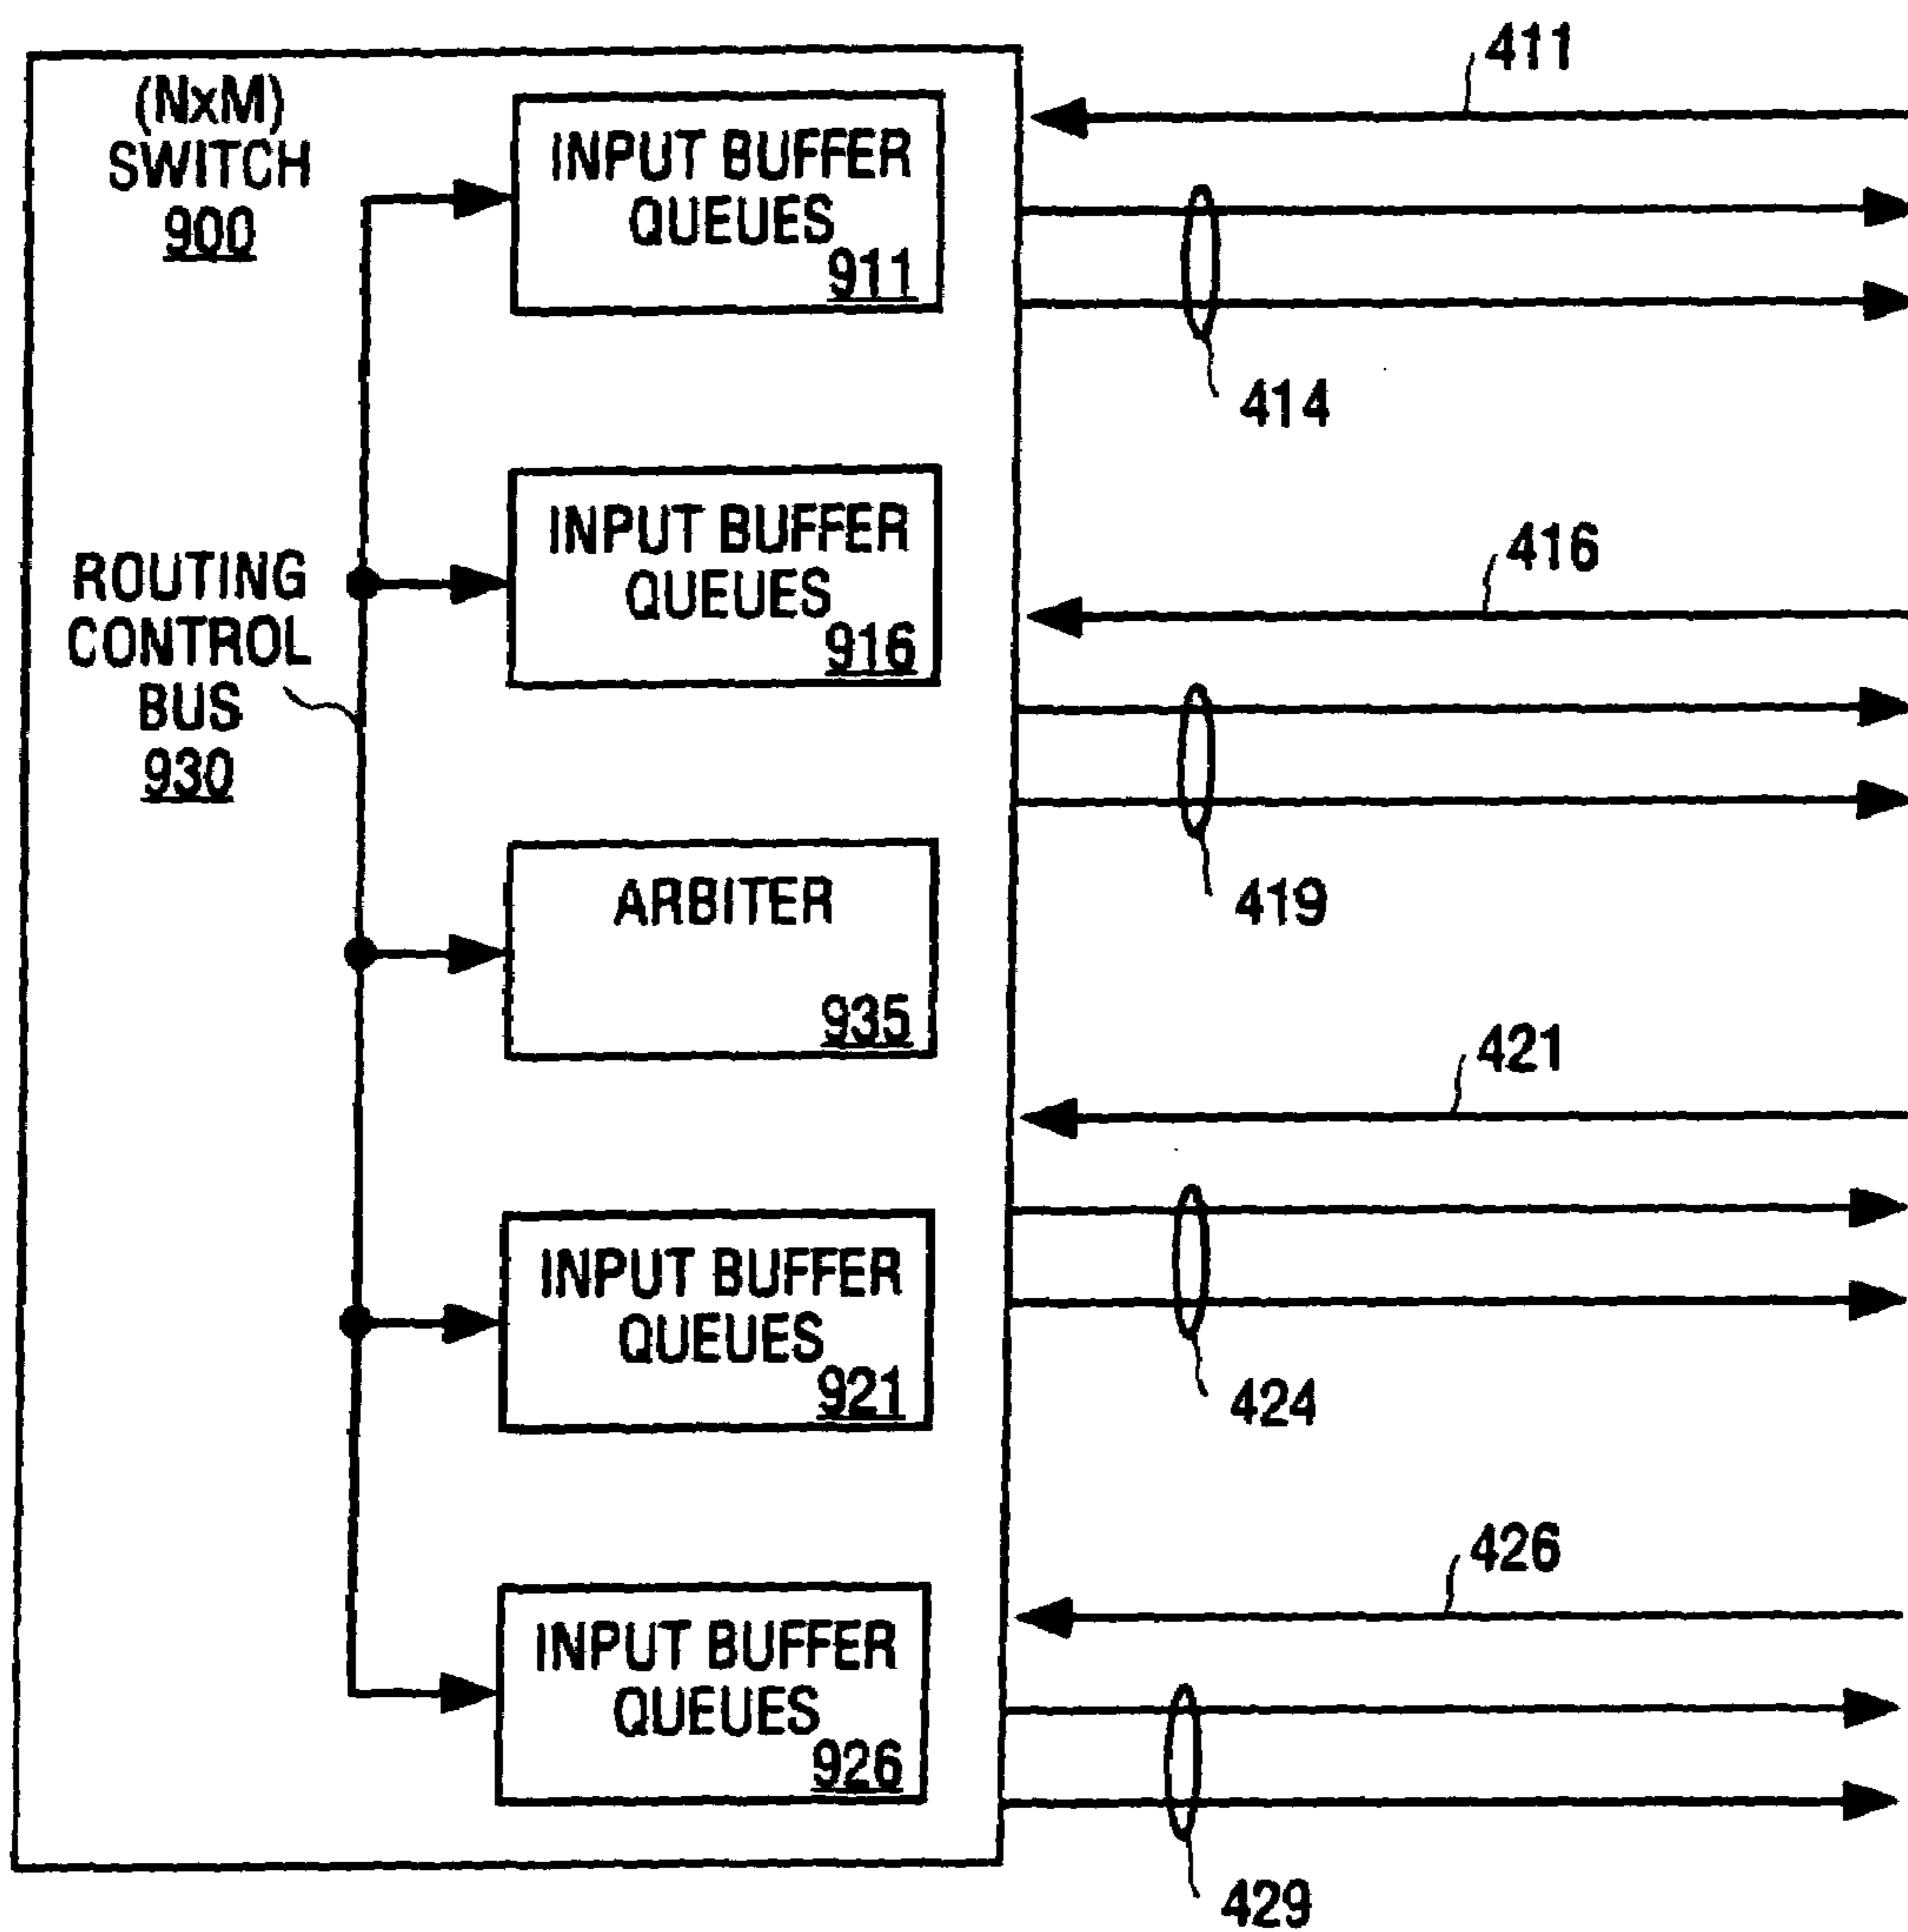 (NxM)
SWITCH
900
INPUT BUFFER
QUEUES
911
411
414
INPUT BUFFER
QUEUES
916
416
ROUTING
CONTROL
BUS
930
419
ARBITER
935
421
INPUT BUFFER
QUEUES
921
424
426
INPUT BUFFER
QUEUES
926
429